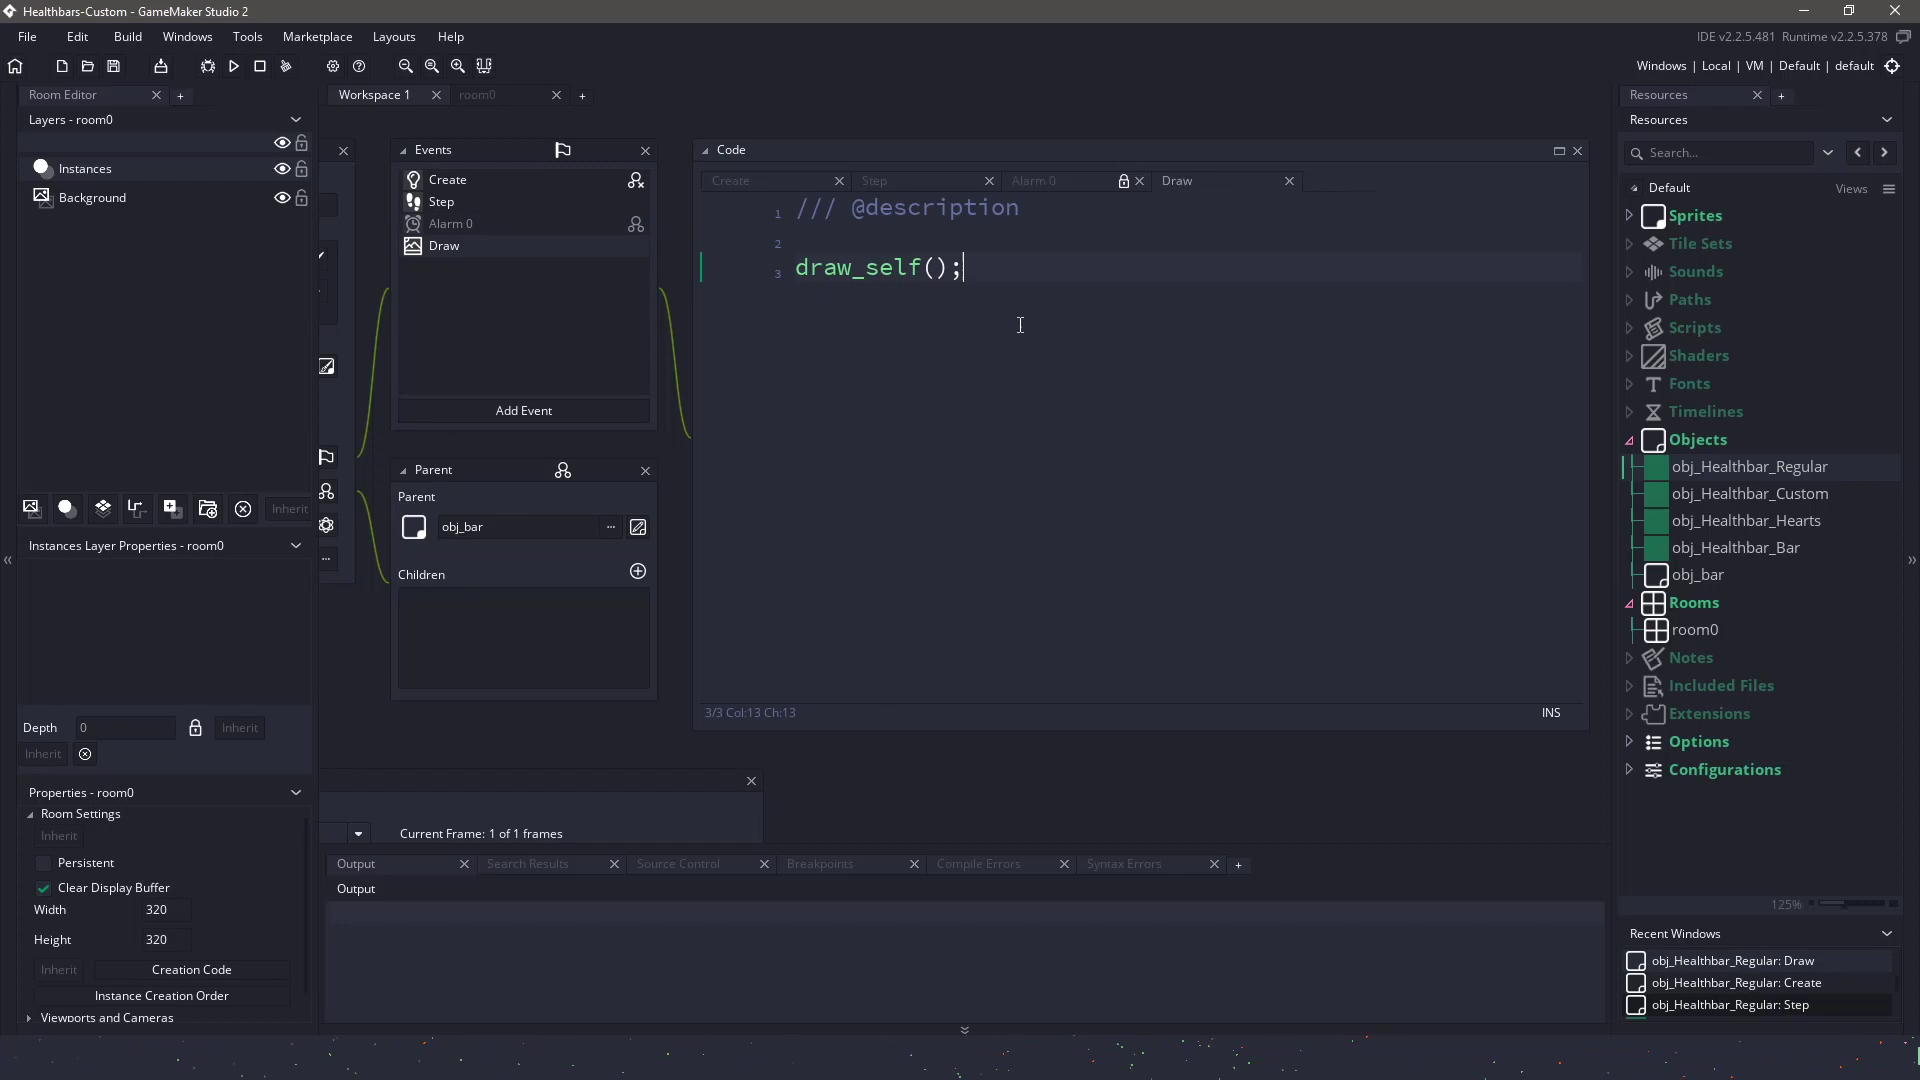 Healthbars-Custom - GameMaker Studio 2
File Edit Build Windows Tools Marketplace Layouts Help
IDE v2.2.5.481 Runtime v2.2.5.378
Windows | Local | VM | Default | default
Room Editor
Layers - room0
Instances
Background
Inherit
Instances Layer Properties - room0
Depth 0 Inherit
Inherit
Properties - room0
Room Settings
Inherit
Persistent
Clear Display Buffer
Width 320
Height 320
Inherit Creation Code
Instance Creation Order
Viewports and Cameras
Workspace 1 room0
Events
Create
Step
Alarm 0
Draw
Add Event
Parent
Parent
obj_bar ...
Children
Code
Create Step Alarm 0 Draw
1 /// @description
2
3 draw_self();
3/3 Col:13 Ch:13 INS
Current Frame: 1 of 1 frames
Output Search Results Source Control Breakpoints Compile Errors Syntax Errors
Output
Resources
Resources
Search...
Default Views
Sprites
Tile Sets
Sounds
Paths
Scripts
Shaders
Fonts
Timelines
Objects
obj_Healthbar_Regular
obj_Healthbar_Custom
obj_Healthbar_Hearts
obj_Healthbar_Bar
obj_bar
Rooms
room0
Notes
Included Files
Extensions
Options
Configurations
125%
Recent Windows
obj_Healthbar_Regular: Draw
obj_Healthbar_Regular: Create
obj_Healthbar_Regular: Step